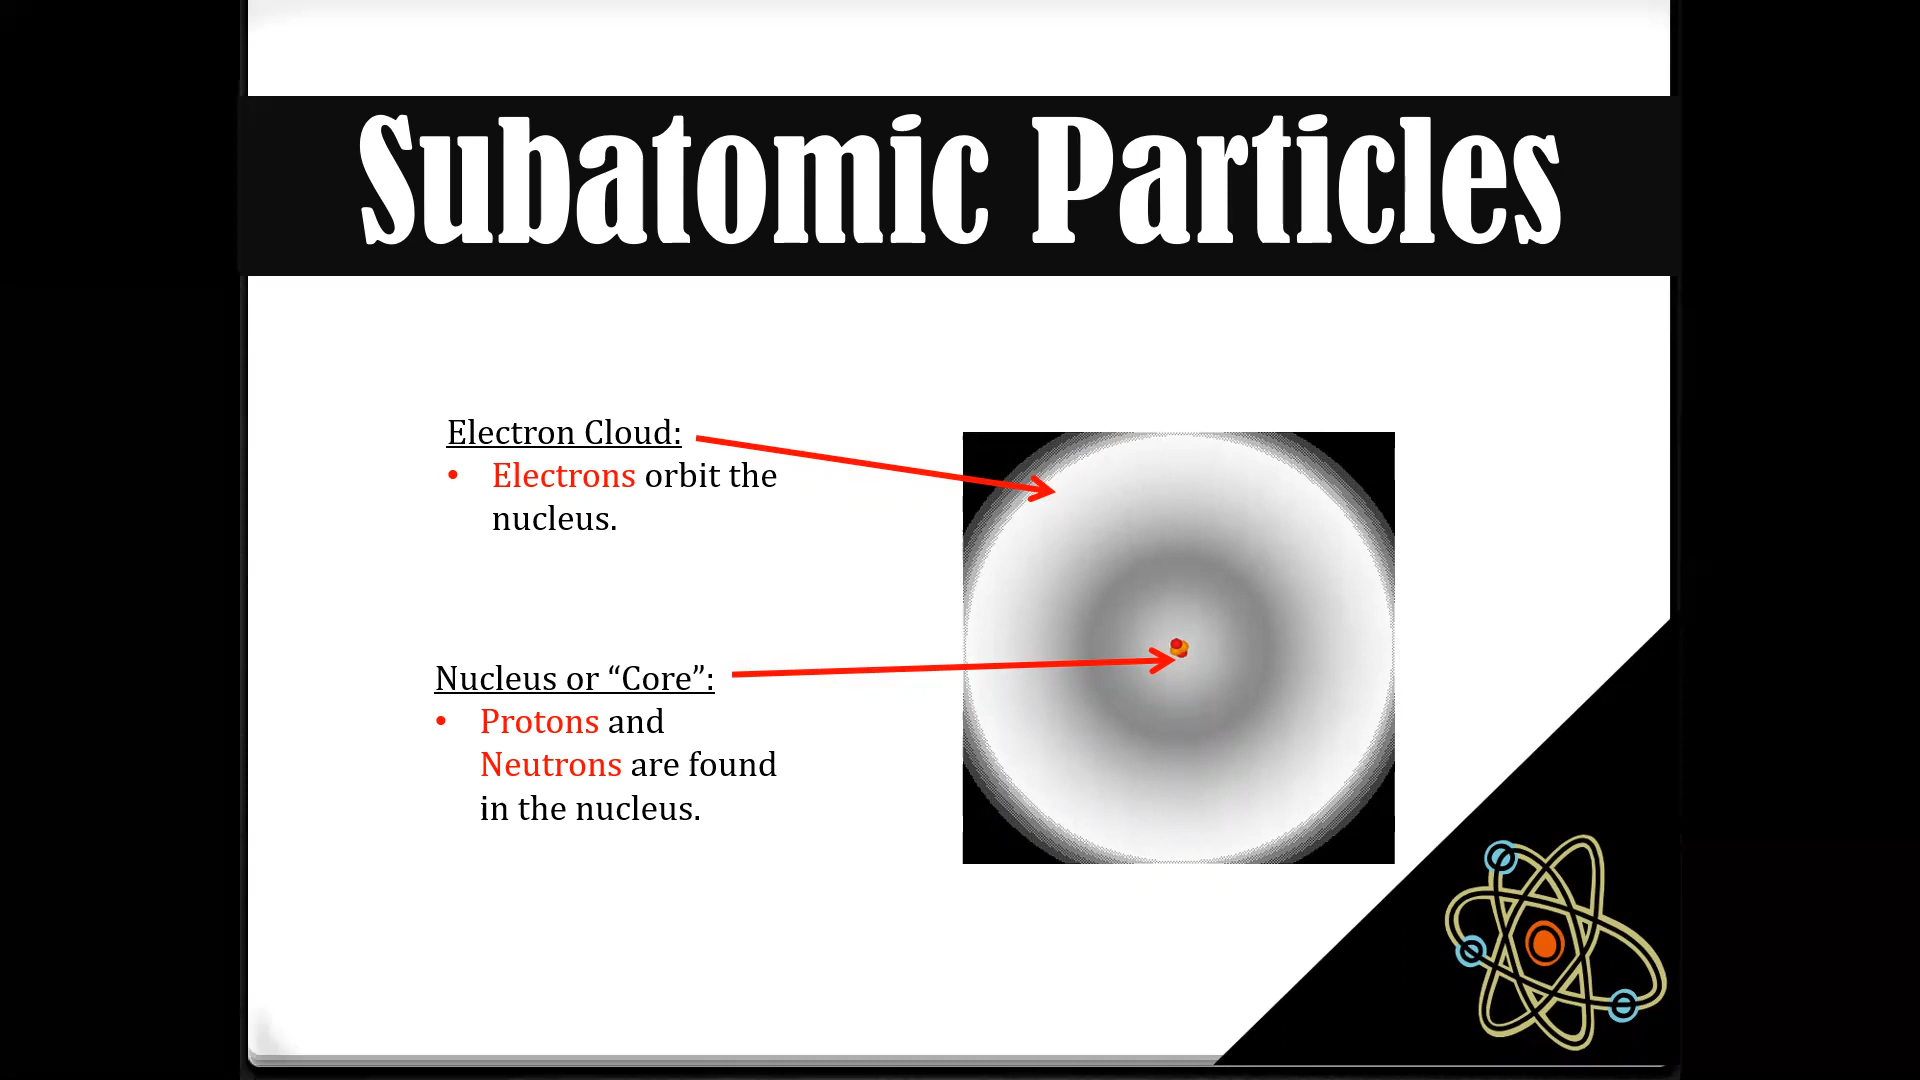 Subatomic Particles
Electron Cloud:
• Electrons orbit the
nucleus.
Nucleus or “Core”:
• Protons and
Neutrons are found
in the nucleus.